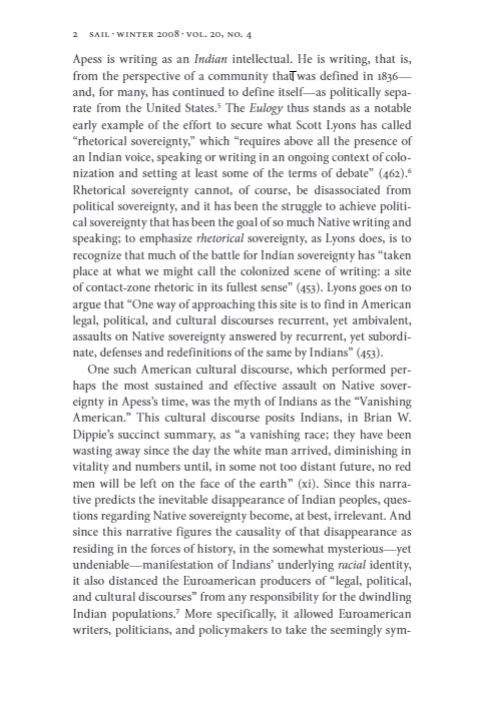 2 SAIL · WINTER 2008 · VOL. 20, NO. 4
Apess is writing as an Indian intellectual. He is writing, that is,
from the perspective of a community that was defined in 1836—
and, for many, has continued to define itself—as politically sepa-
rate from the United States.⁵ The Eulogy thus stands as a notable
early example of the effort to secure what Scott Lyons has called
“rhetorical sovereignty,” which “requires above all the presence of
an Indian voice, speaking or writing in an ongoing context of colo-
nization and setting at least some of the terms of debate” (462).⁶
Rhetorical sovereignty cannot, of course, be disassociated from
political sovereignty, and it has been the struggle to achieve politi-
cal sovereignty that has been the goal of so much Native writing and
speaking; to emphasize rhetorical sovereignty, as Lyons does, is to
recognize that much of the battle for Indian sovereignty has “taken
place at what we might call the colonized scene of writing: a site
of contact-zone rhetoric in its fullest sense” (453). Lyons goes on to
argue that “One way of approaching this site is to find in American
legal, political, and cultural discourses recurrent, yet ambivalent,
assaults on Native sovereignty answered by recurrent, yet subordi-
nate, defenses and redefinitions of the same by Indians” (453).
One such American cultural discourse, which performed per-
haps the most sustained and effective assault on Native sover-
eignty in Apess’s time, was the myth of Indians as the “Vanishing
American.” This cultural discourse posits Indians, in Brian W.
Dippie’s succinct summary, as “a vanishing race; they have been
wasting away since the day the white man arrived, diminishing in
vitality and numbers until, in some not too distant future, no red
men will be left on the face of the earth” (xi). Since this narra-
tive predicts the inevitable disappearance of Indian peoples, ques-
tions regarding Native sovereignty become, at best, irrelevant. And
since this narrative figures the causality of that disappearance as
residing in the forces of history, in the somewhat mysterious—yet
undeniable—manifestation of Indians’ underlying racial identity,
it also distanced the Euroamerican producers of “legal, political,
and cultural discourses” from any responsibility for the dwindling
Indian populations.⁷ More specifically, it allowed Euroamerican
writers, politicians, and policymakers to take the seemingly sym-